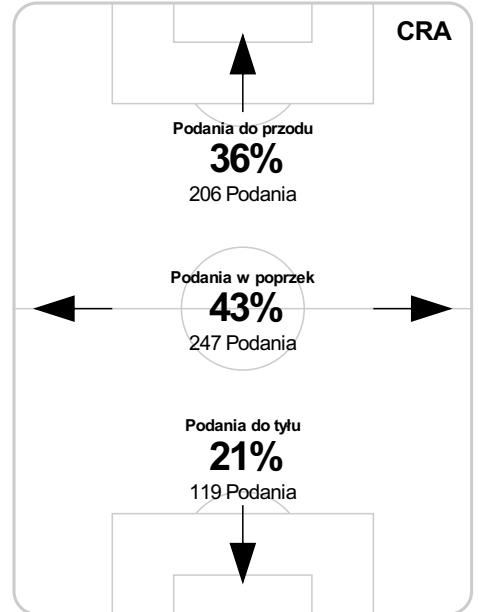 CRA
Podania do przodu
36%
206 Podania
Podania w poprzek
43%
247 Podania
Podania do tyłu
21%
119 Podania